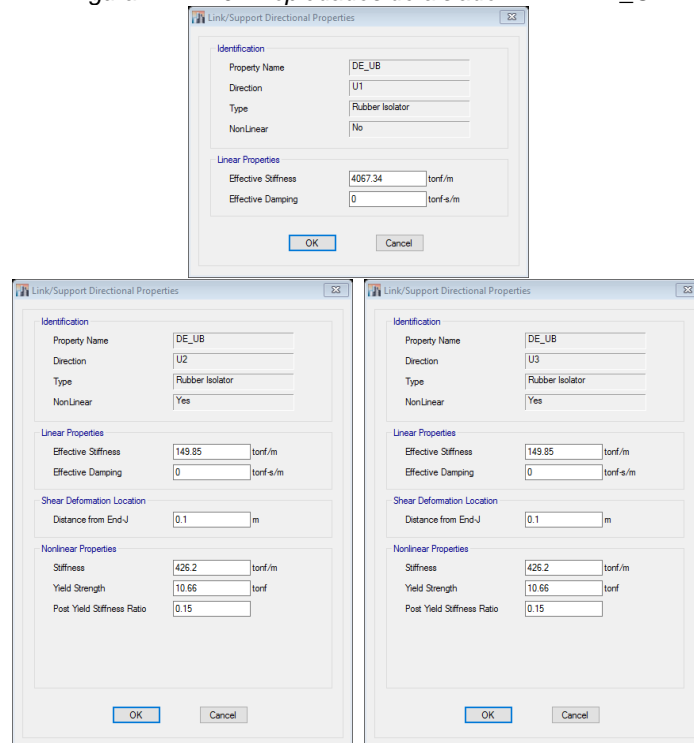 Link/Support Directional Properties
Identification
Property Name DE_UB
Direction U1
Type Rubber Isolator
NonLinear No
Linear Properties
Effective Stiffness 4067.34 tonf/m
Effective Damping 0 tonf-s/m
OK Cancel
Link/Support Directional Properties
Identification
Property Name DE_UB
Direction U2
Type Rubber Isolator
NonLinear Yes
Linear Properties
Effective Stiffness 149.85 tonf/m
Effective Damping 0 tonf-s/m
Shear Deformation Location
Distance from End-J 0.1 m
Nonlinear Properties
Stiffness 426.2 tonf/m
Yield Strength 10.66 tonf
Post Yield Stiffness Ratio 0.15
OK Cancel
Link/Support Directional Properties
Identification
Property Name DE_UB
Direction U3
Type Rubber Isolator
NonLinear Yes
Linear Properties
Effective Stiffness 149.85 tonf/m
Effective Damping 0 tonf-s/m
Shear Deformation Location
Distance from End-J 0.1 m
Nonlinear Properties
Stiffness 426.2 tonf/m
Yield Strength 10.66 tonf
Post Yield Stiffness Ratio 0.15
OK Cancel